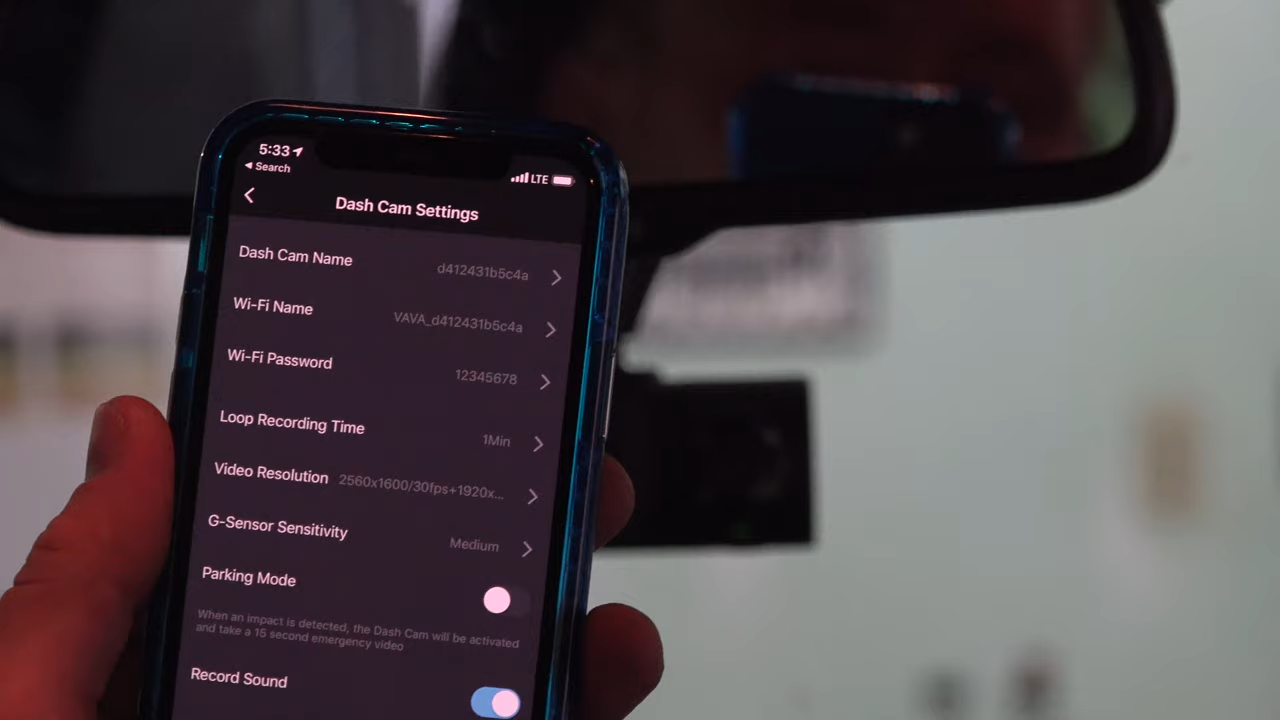 5:33
Search
LTE
Dash Cam Settings
Dash Cam Name d412431b5c4a
Wi-Fi Name VAVA_d412431b5c4a
Wi-Fi Password 12345678
Loop Recording Time 1Min
Video Resolution 2560x1600/30fps+1920x...
G-Sensor Sensitivity Medium
Parking Mode
When an impact is detected, the Dash Cam will be activated
and take a 15 second emergency video
Record Sound